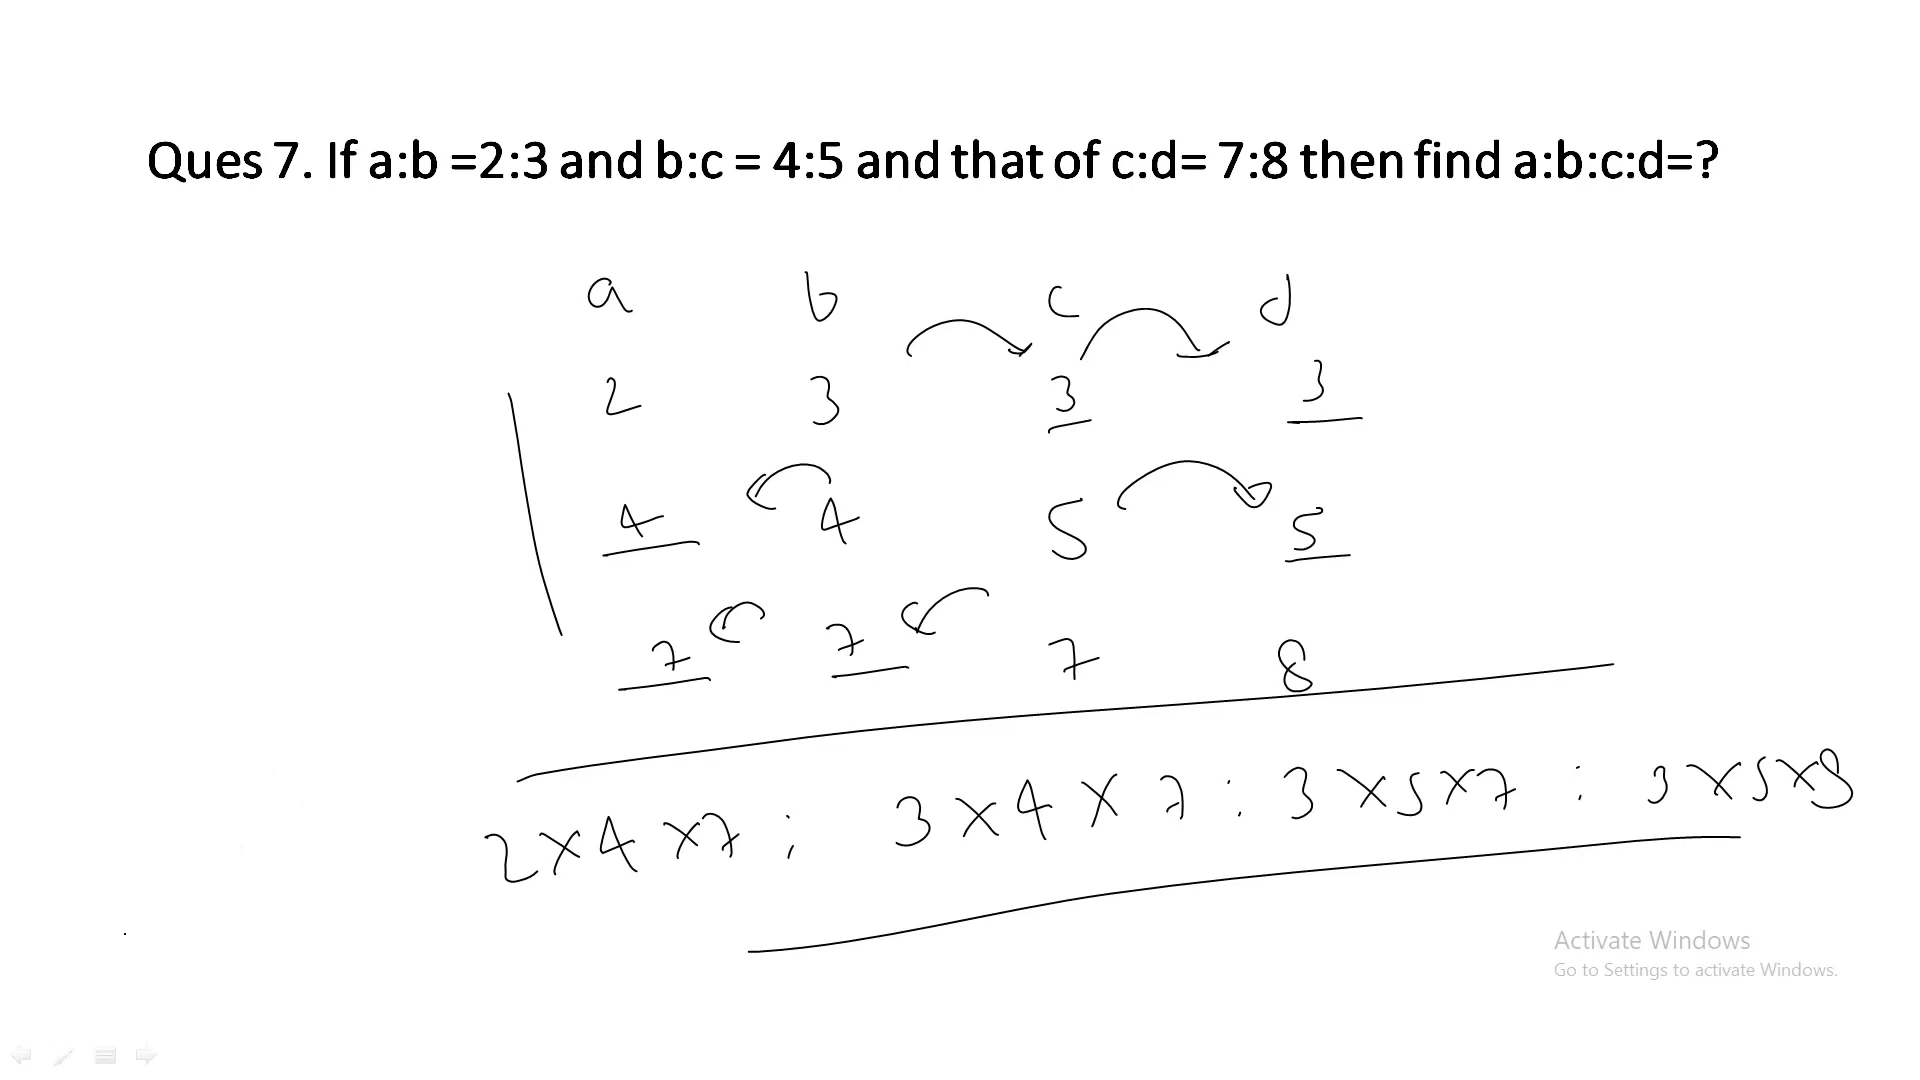 Ques 7. If a:b =2:3 and b:c = 4:5 and that of c:d= 7:8 then find a:b:c:d=?
a b c d
2 3 3 3
4 4 5 5
7 7 7 8
2×4×7 : 3×4×7 : 3×5×7 : 3×5×8
Activate Windows
Go to Settings to activate Windows.